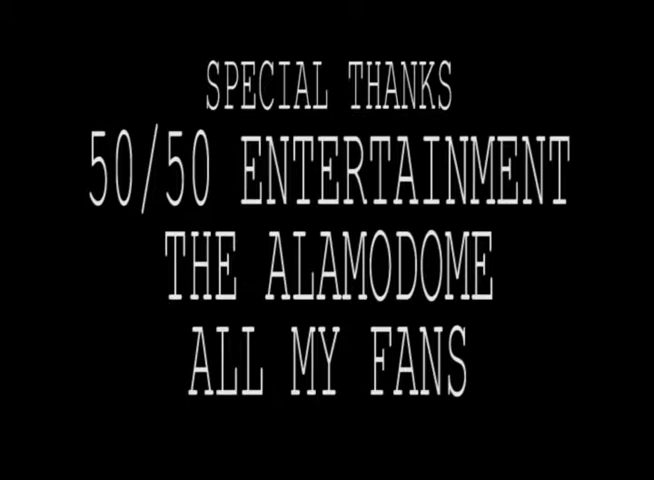 SPECIAL THANKS
50/50 ENTERTAINMENT
THE ALAMODOME
ALL MY FANS